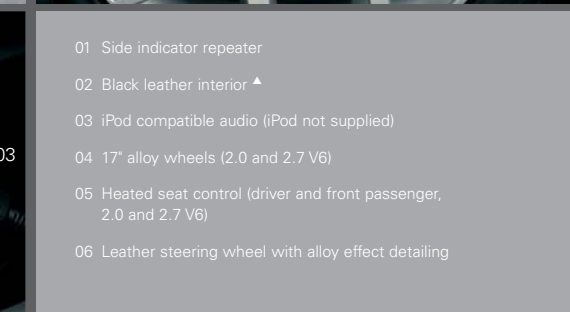 01 Side indicator repeater
02 Black leather interior ▲
03 iPod compatible audio (iPod not supplied)
03
04 17" alloy wheels (2.0 and 2.7 V6)
05 Heated seat control (driver and front passenger,
2.0 and 2.7 V6)
06 Leather steering wheel with alloy effect detailing